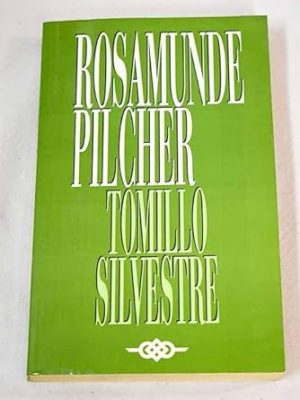 ROSAMUNDE
PILCHER
TOMILLO
SILVESTRE